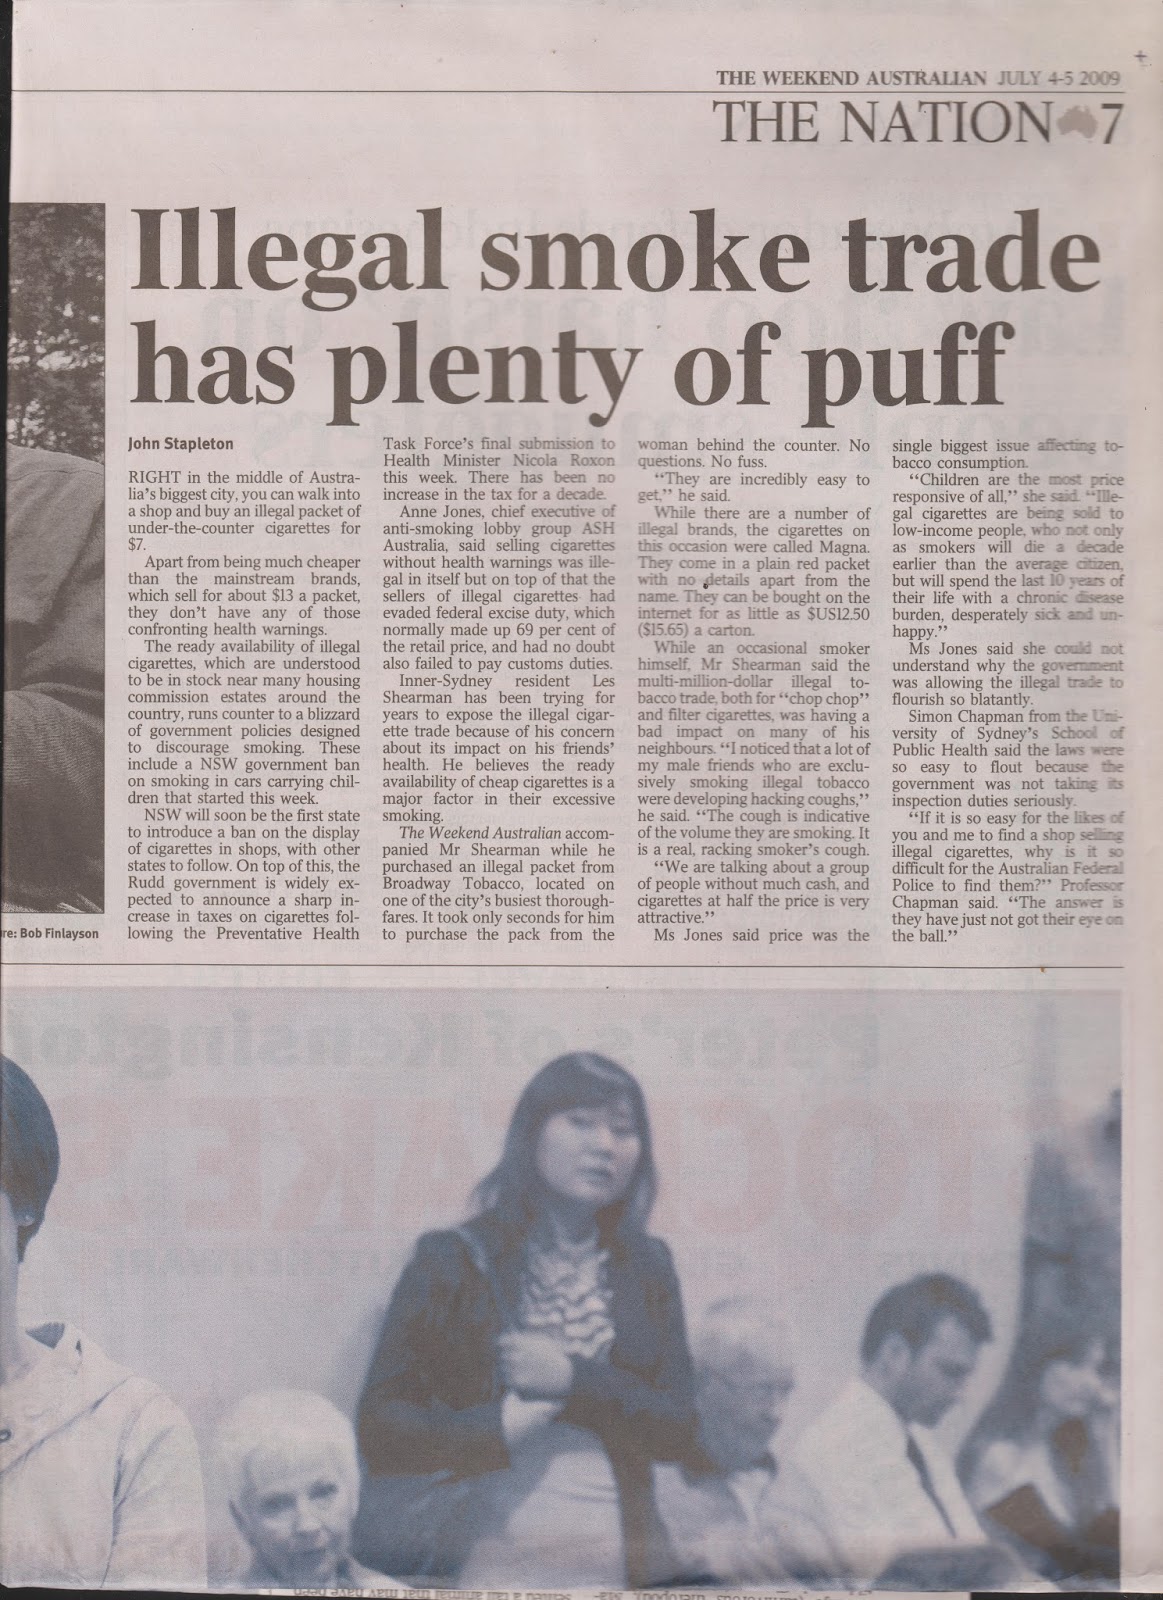 THE WEEKEND AUSTRALIAN JULY 4-5 2009
THE NATION 7
Illegal smoke trade
has plenty of puff
John Stapleton
RIGHT in the middle of Austra-
lia's biggest city, you can walk into
a shop and buy an illegal packet of
under-the-counter cigarettes for
$7.
Apart from being much cheaper
than the mainstream brands,
which sell for about $13 a packet,
they don't have any of those
confronting health warnings.
The ready availability of illegal
cigarettes, which are understood
to be in stock near many housing
commission estates around the
country, runs counter to a blizzard
of government policies designed
to discourage smoking. These
include a NSW government ban
on smoking in cars carrying chil-
dren that started this week.
NSW will soon be the first state
to introduce a ban on the display
of cigarettes in shops, with other
states to follow. On top of this, the
Rudd government is widely ex-
pected to announce a sharp in-
crease in taxes on cigarettes fol-
lowing the Preventative Health
Task Force's final submission to
Health Minister Nicola Roxon
this week. There has been no
increase in the tax for a decade.
Anne Jones, chief executive of
anti-smoking lobby group ASH
Australia, said selling cigarettes
without health warnings was ille-
gal in itself but on top of that the
sellers of illegal cigarettes had
evaded federal excise duty, which
normally made up 69 per cent of
the retail price, and had no doubt
also failed to pay customs duties.
Inner-Sydney resident Les
Shearman has been trying for
years to expose the illegal cigar-
ette trade because of his concern
about its impact on his friends'
health. He believes the ready
availability of cheap cigarettes is a
major factor in their excessive
smoking.
The Weekend Australian accom-
panied Mr Shearman while he
purchased an illegal packet from
Broadway Tobacco, located on
one of the city's busiest thorough-
fares. It took only seconds for him
to purchase the pack from the
woman behind the counter. No
questions. No fuss.
"They are incredibly easy to
get," he said.
While there are a number of
illegal brands, the cigarettes on
this occasion were called Magna.
They come in a plain red packet
with no details apart from the
name. They can be bought on the
internet for as little as $US12.50
($15.65) a carton.
While an occasional smoker
himself, Mr Shearman said the
multi-million-dollar illegal to-
bacco trade, both for "chop chop"
and filter cigarettes, was having a
bad impact on many of his
neighbours. "I noticed that a lot of
my male friends who are exclu-
sively smoking illegal tobacco
were developing hacking coughs,"
he said. "The cough is indicative
of the volume they are smoking. It
is a real, racking smoker's cough.
"We are talking about a group
of people without much cash, and
cigarettes at half the price is very
attractive."
Ms Jones said price was the
single biggest issue affecting to-
bacco consumption.
"Children are the most price
responsive of all," she said. "Ille-
gal cigarettes are being sold to
low-income people, who not only
as smokers will die a decade
earlier than the average citizen,
but will spend the last 10 years of
their life with a chronic disease
burden, desperately sick and un-
happy."
Ms Jones said she could not
understand why the government
was allowing the illegal trade to
flourish so blatantly.
Simon Chapman from the Uni-
versity of Sydney's School of
Public Health said the laws were
so easy to flout because the
government was not taking its
inspection duties seriously.
"If it is so easy for the likes of
you and me to find a shop selling
illegal cigarettes, why is it so
difficult for the Australian Federal
Police to find them?" Professor
Chapman said. "The answer is
they have just not got their eye on
the ball."
re: Bob Finlayson